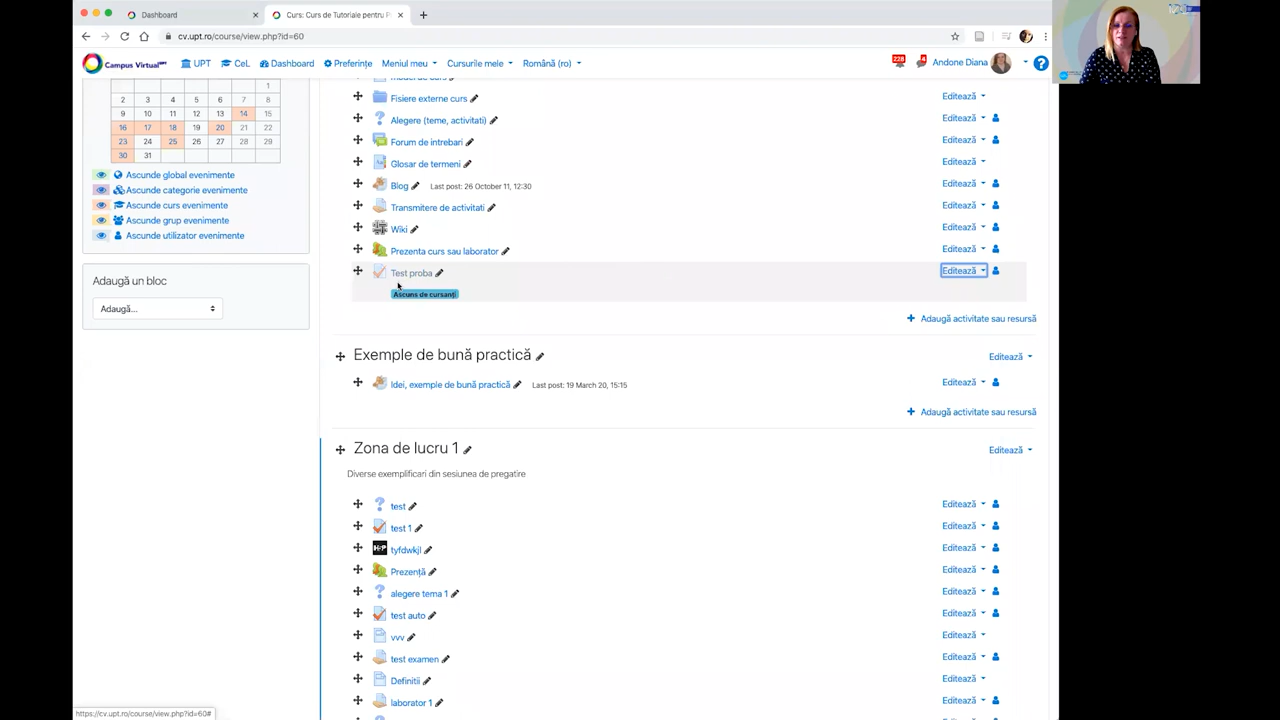 Dashboard
Curs: Curs de Tutoriale pentru P
cv.upt.ro/course/view.php?id=60
Campus Virtual UPT CeL Dashboard Preferințe Meniul meu Cursurile mele Română (ro) 228 4 Andone Diana
1
2 3 4 5 6 7 8
9 10 11 12 13 14 15
16 17 18 19 20 21 22
23 24 25 26 27 28 29
30 31
Ascunde global evenimente
Ascunde categorie evenimente
Ascunde curs evenimente
Ascunde grup evenimente
Ascunde utilizator evenimente
Adaugă un bloc
Adaugă...
Fisiere externe curs Editează
Alegere (teme, activitati) Editează
Forum de intrebari Editează
Glosar de termeni Editează
Blog Last post: 26 October 11, 12:30 Editează
Transmitere de activitati Editează
Wiki Editează
Prezenta curs sau laborator Editează
Test proba Editează
Ascuns de cursanți
Adaugă activitate sau resursă
Exemple de bună practică Editează
Idei, exemple de bună practică Last post: 19 March 20, 15:15 Editează
Adaugă activitate sau resursă
Zona de lucru 1 Editează
Diverse exemplificari din sesiunea de pregatire
test Editează
test 1 Editează
H-P tyfdwkjl Editează
Prezență Editează
alegere tema 1 Editează
test auto Editează
vvv Editează
test examen Editează
Definitii Editează
laborator 1 Editează
https://cv.upt.ro/course/view.php?id=60#